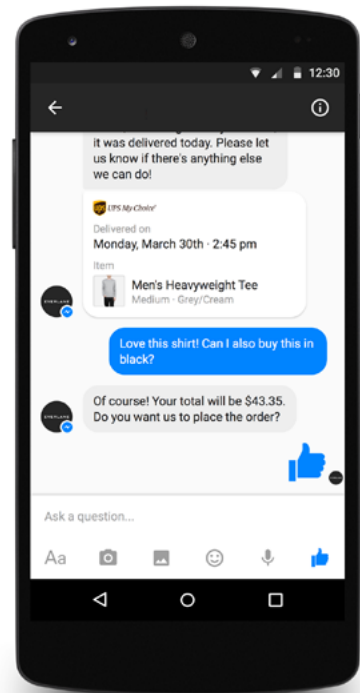 12:30
it was delivered today. Please let
us know if there's anything else
we can do!
ups UPS My Choice®
Delivered on
Monday, March 30th · 2:45 pm
Item
Men's Heavyweight Tee
Medium · Grey/Cream
EVERLANE
Love this shirt! Can I also buy this in
black?
Of course! Your total will be $43.35.
Do you want us to place the order?
EVERLANE
Ask a question...
Aa